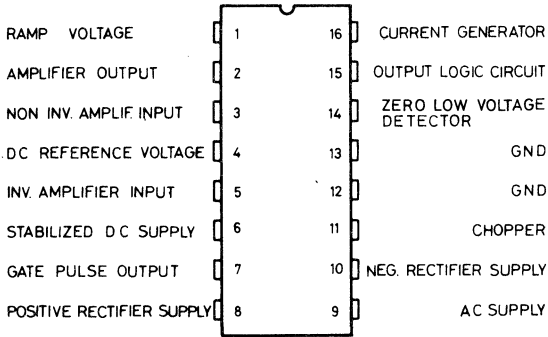 RAMP VOLTAGE 1 16 CURRENT GENERATOR
AMPLIFIER OUTPUT 2 15 OUTPUT LOGIC CIRCUIT
NON INV. AMPLIF. INPUT 3 14 ZERO LOW VOLTAGE
DETECTOR
DC REFERENCE VOLTAGE 4 13 GND
INV. AMPLIFIER INPUT 5 12 GND
STABILIZED DC SUPPLY 6 11 CHOPPER
GATE PULSE OUTPUT 7 10 NEG. RECTIFIER SUPPLY
POSITIVE RECTIFIER SUPPLY 8 9 AC SUPPLY